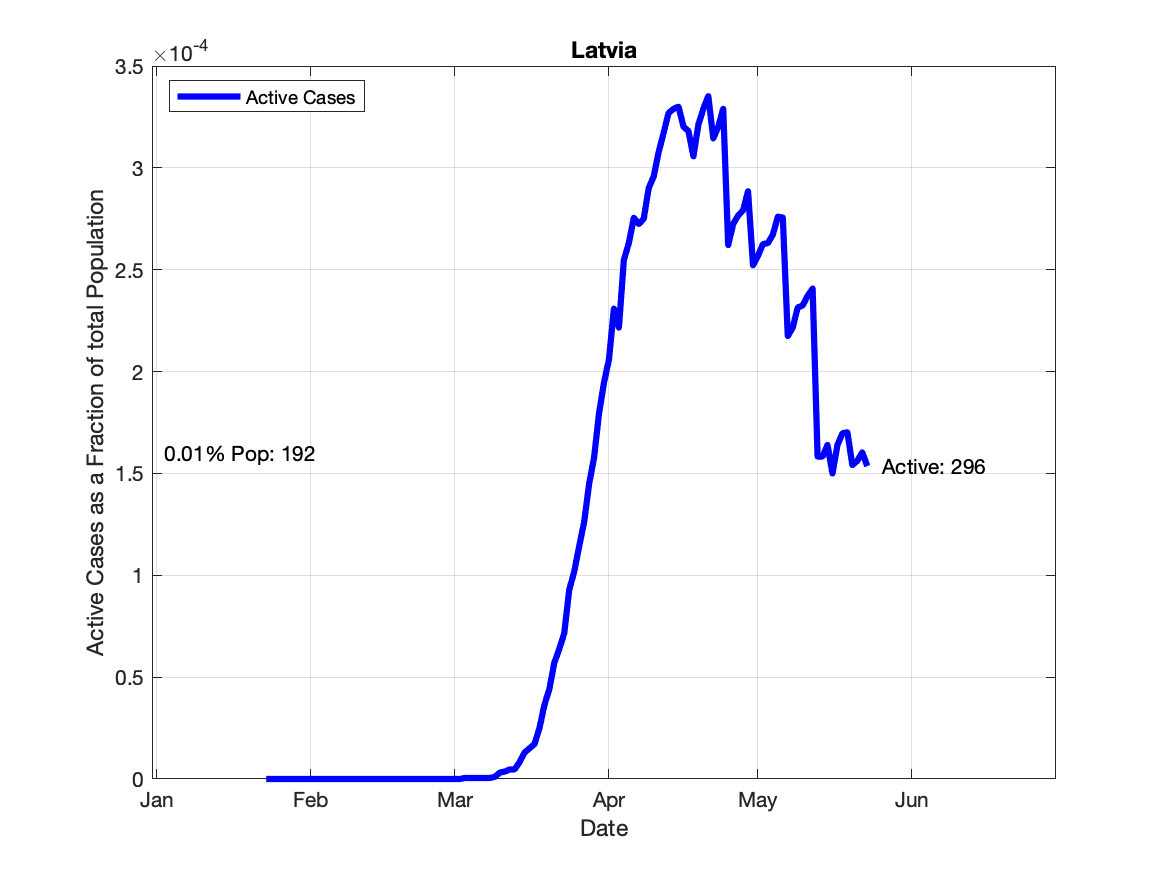 Latvia
×10^-4
3.5
3
2.5
2
1.5
1
0.5
0
Active Cases as a Fraction of total Population
Active Cases
0.01% Pop: 192
Active: 296
Jan Feb Mar Apr May Jun
Date